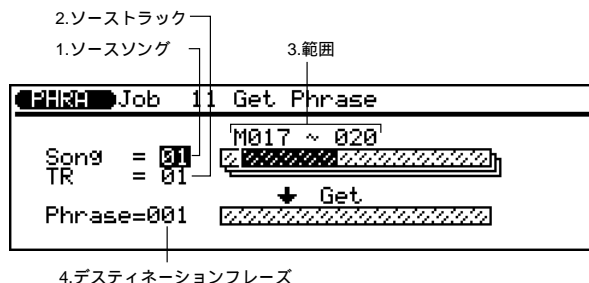 2.ソーストラック
1.ソースソング
3.範囲
PHRA Job 11 Get Phrase
M017 ~ 020
Song = 01
TR = 01
Get
Phrase=001
4.デスティネーションフレーズ